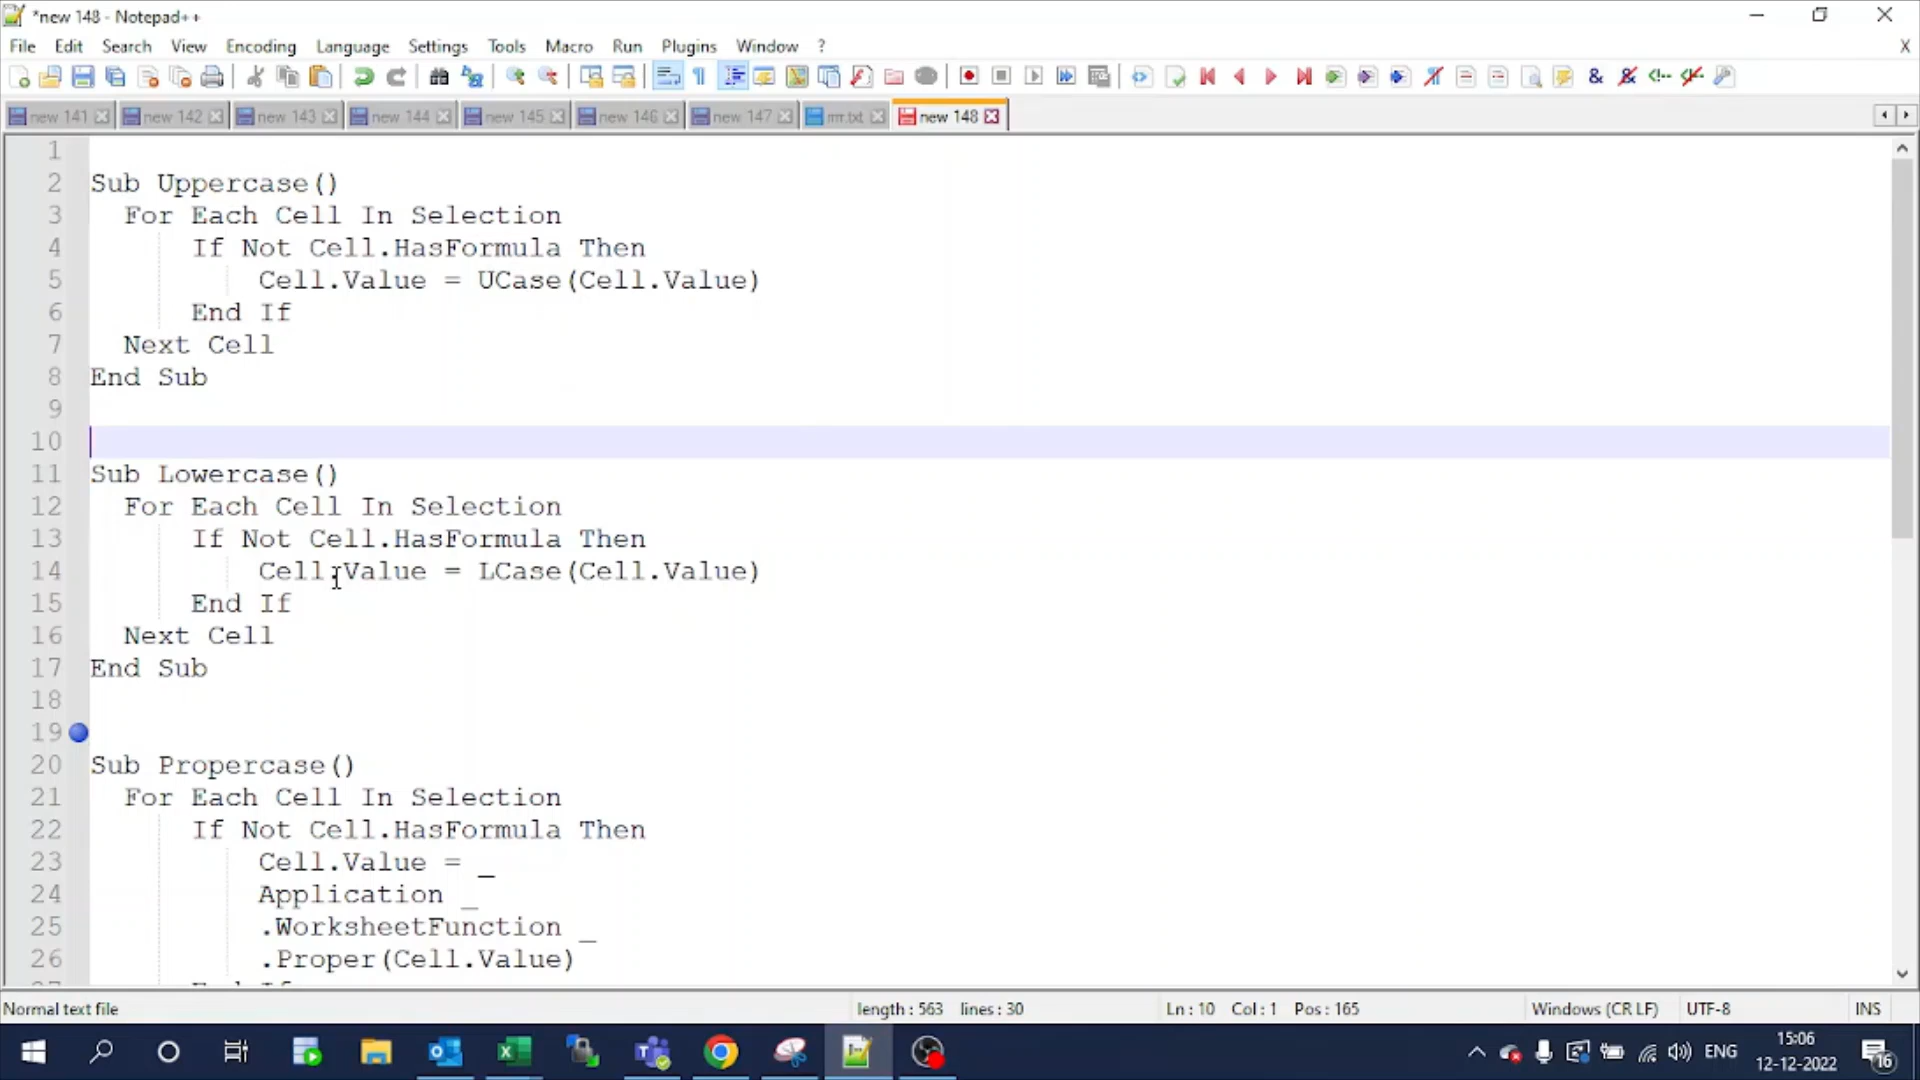 *new 148 - Notepad++
File Edit Search View Encoding Language Settings Tools Macro Run Plugins Window ?
X
new 141 new 142 new 143 new 144 new 145 new 146 new 147 rrr.txt new 148
1
2 Sub Uppercase()
3 For Each Cell In Selection
4 If Not Cell.HasFormula Then
5 Cell.Value = UCase(Cell.Value)
6 End If
7 Next Cell
8 End Sub
9
10
11 Sub Lowercase()
12 For Each Cell In Selection
13 If Not Cell.HasFormula Then
14 Cell.Value = LCase(Cell.Value)
15 End If
16 Next Cell
17 End Sub
18
19
20 Sub Propercase()
21 For Each Cell In Selection
22 If Not Cell.HasFormula Then
23 Cell.Value = _
24 Application _
25 .WorksheetFunction _
26 .Proper(Cell.Value)
27 End If
Normal text file length : 563 lines : 30 Ln : 10 Col : 1 Pos : 165 Windows (CR LF) UTF-8 INS
ENG 15:06
12-12-2022
16